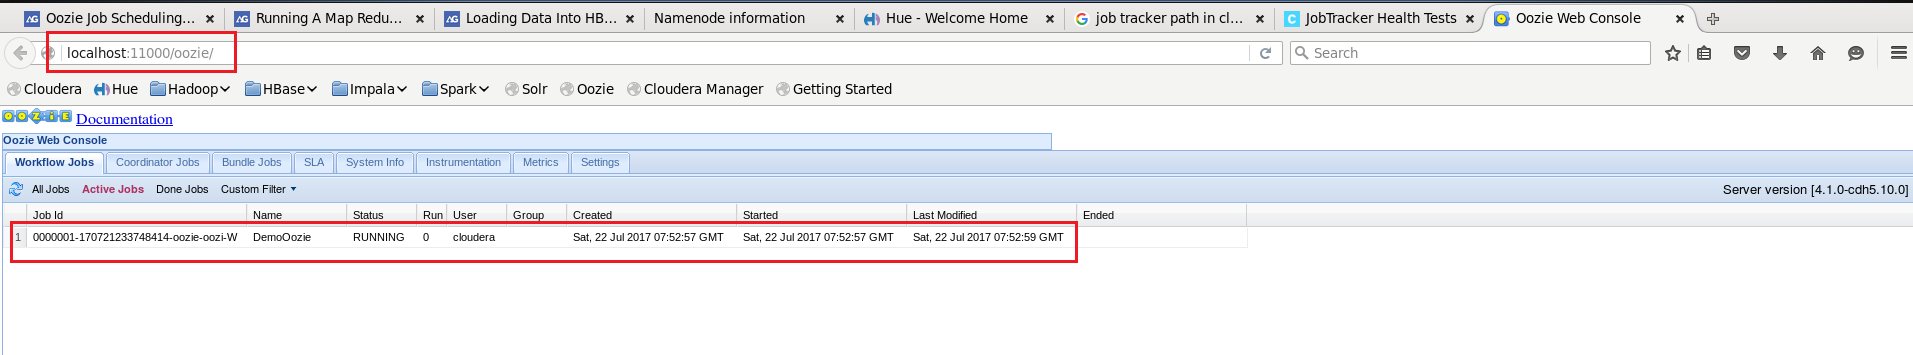 Oozie Job Scheduling... Running A Map Redu... Loading Data Into HB... Namenode information Hue - Welcome Home job tracker path in cl... JobTracker Health Tests Oozie Web Console
localhost:11000/oozie/ Search
Cloudera Hue Hadoop HBase Impala Spark Solr Oozie Cloudera Manager Getting Started
OOZIE Documentation
Oozie Web Console
Workflow Jobs Coordinator Jobs Bundle Jobs SLA System Info Instrumentation Metrics Settings
All Jobs Active Jobs Done Jobs Custom Filter Server version [4.1.0-cdh5.10.0]
Job Id Name Status Run User Group Created Started Last Modified Ended
1 0000001-170721233748414-oozie-oozi-W DemoOozie RUNNING 0 cloudera Sat, 22 Jul 2017 07:52:57 GMT Sat, 22 Jul 2017 07:52:57 GMT Sat, 22 Jul 2017 07:52:59 GMT